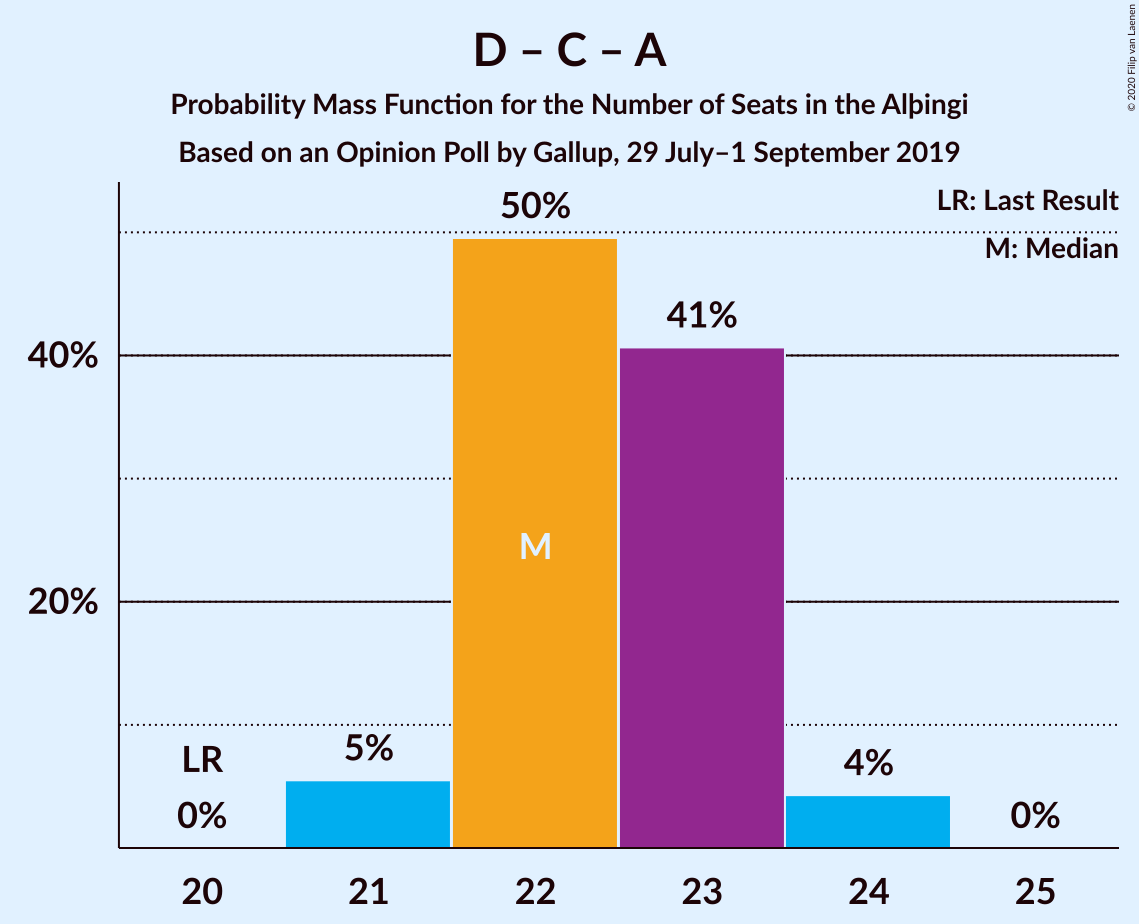 D – C – A
Probability Mass Function for the Number of Seats in the Alþingi
Based on an Opinion Poll by Gallup, 29 July–1 September 2019
© 2020 Filip van Laenen
LR: Last Result
M: Median
50%
41%
40%
M
20%
LR
5%
4%
0%
0%
20 21 22 23 24 25